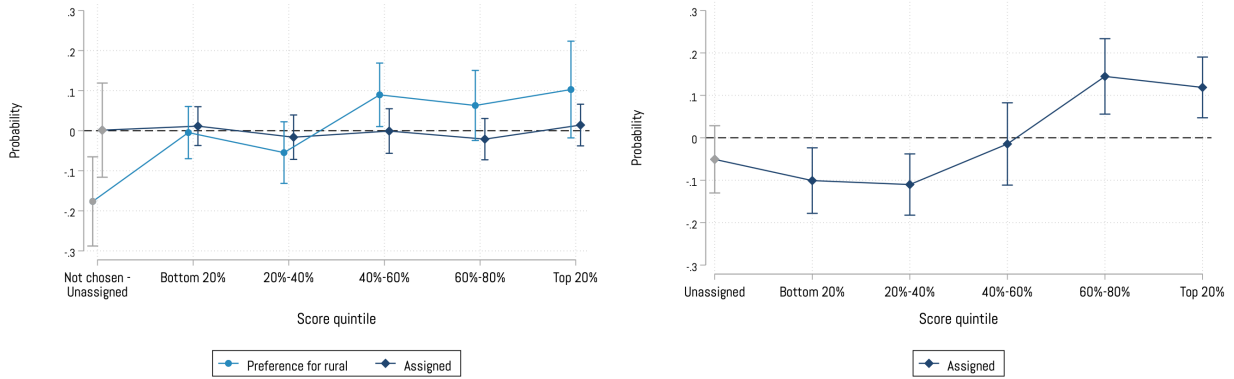 .3
.2
.1
0
-.1
-.2
-.3
Probability
Not chosen -
Unassigned
Bottom 20%
20%-40%
40%-60%
60%-80%
Top 20%
Score quintile
Preference for rural
Assigned
.3
.2
.1
0
-.1
-.2
-.3
Probability
Unassigned
Bottom 20%
20%-40%
40%-60%
60%-80%
Top 20%
Score quintile
Assigned